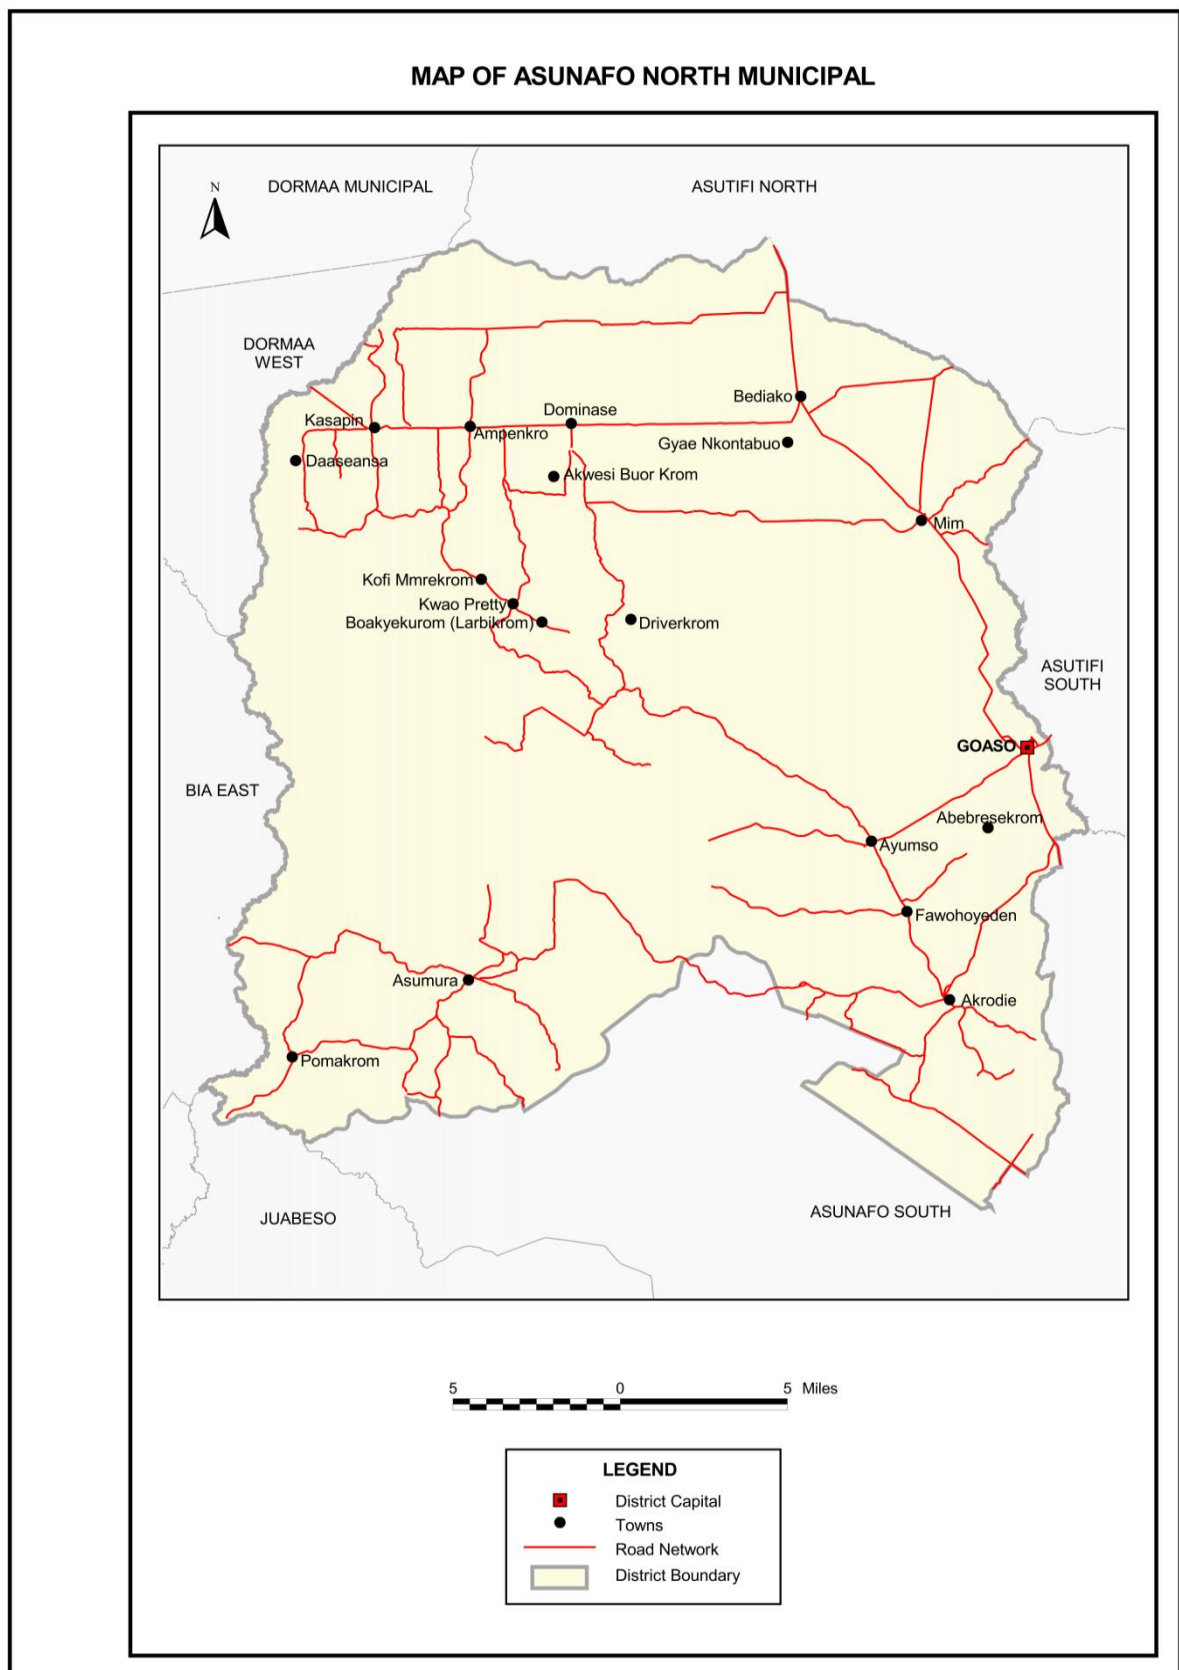 MAP OF ASUNAFO NORTH MUNICIPAL
N
DORMAA MUNICIPAL
ASUTIFI NORTH
DORMAA
WEST
Bediako
Dominase
Kasapin
Ampenkro
Gyae Nkontabuo
Daaseansa
Akwesi Buor Krom
Mim
Kofi Mmrekrom
Kwao Pretty
Boakyekurom (Larbikrom)
Driverkrom
ASUTIFI
SOUTH
GOASO
BIA EAST
Abebresekrom
Ayumso
Fawohoyeden
Asumura
Akrodie
Pomakrom
JUABESO
ASUNAFO SOUTH
5 0 5 Miles
LEGEND
District Capital
Towns
Road Network
District Boundary